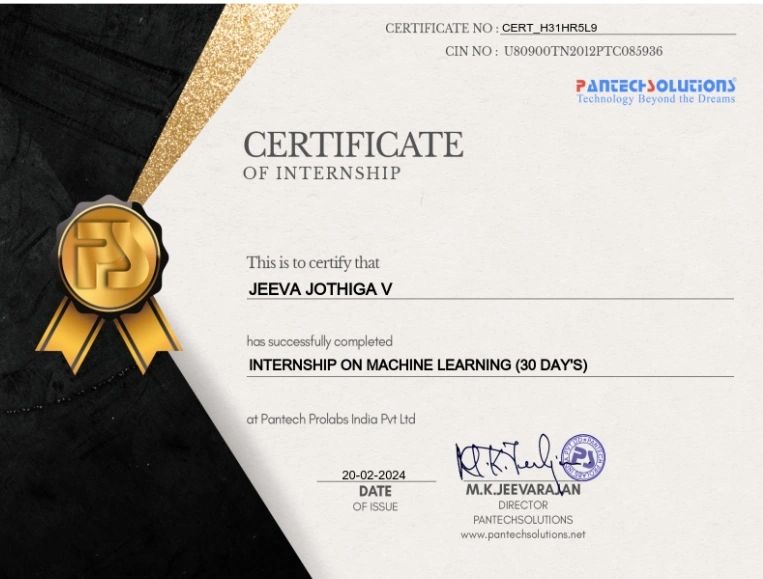 CERTIFICATE NO : CERT_H31HR5L9
CIN NO : U80900TN2012PTC085936
PANTECHSOLUTIONS
Technology Beyond the Dreams
CERTIFICATE
OF INTERNSHIP
PS
This is to certify that
JEEVA JOTHIGA V
has successfully completed
INTERNSHIP ON MACHINE LEARNING (30 DAY'S)
at Pantech Prolabs India Pvt Ltd
20-02-2024
DATE
OF ISSUE
M.K.JEEVARAJAN
DIRECTOR
PANTECHSOLUTIONS
www.pantechsolutions.net